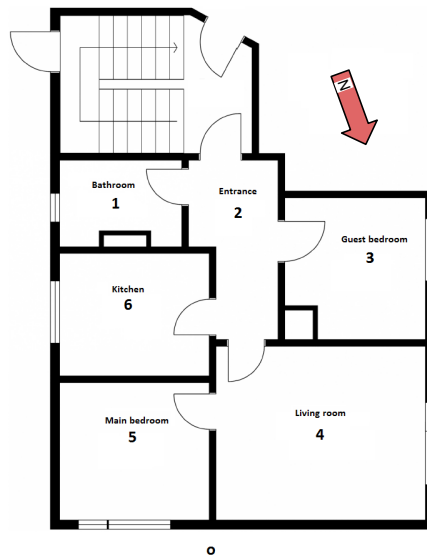 N
Bathroom
1
Entrance
2
Guest bedroom
3
Kitchen
6
Living room
4
Main bedroom
5
o